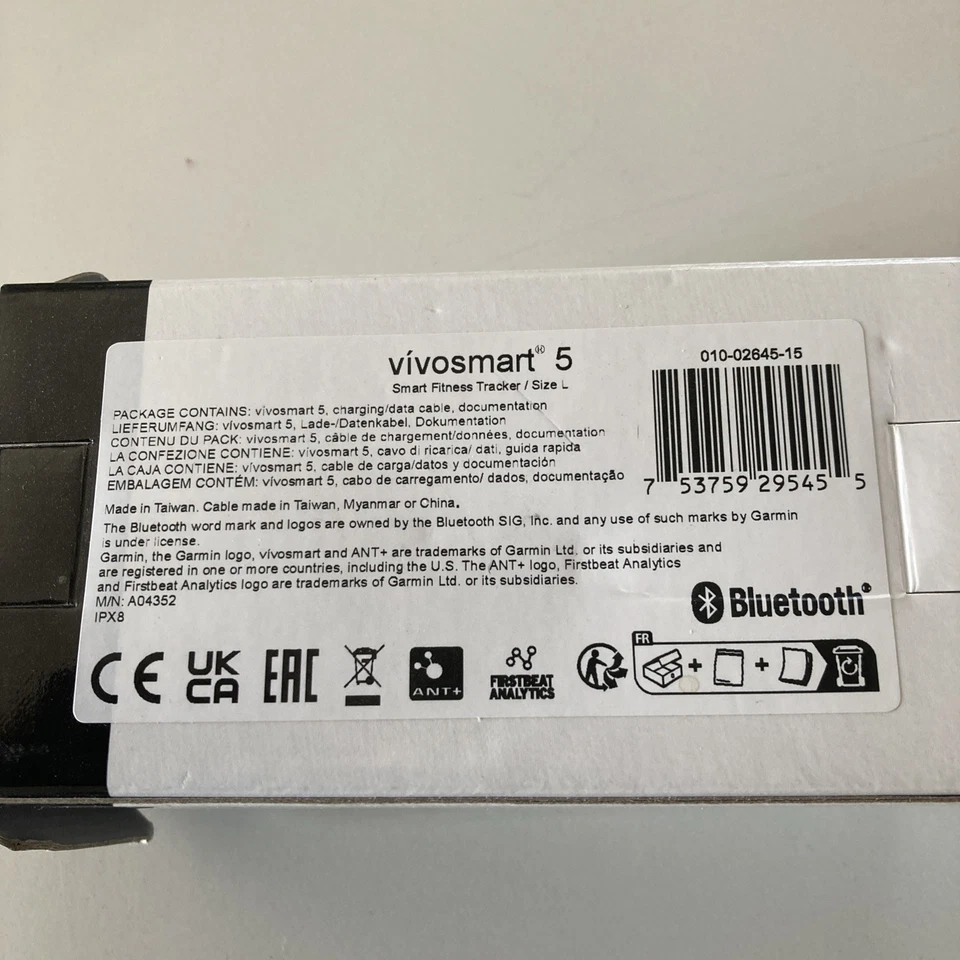 vívosmart® 5
Smart Fitness Tracker / Size L
010-02645-15
PACKAGE CONTAINS: vívosmart 5, charging/data cable, documentation
LIEFERUMFANG: vívosmart 5, Lade-/Datenkabel, Dokumentation
CONTENU DU PACK: vívosmart 5, câble de chargement/données, documentation
LA CONFEZIONE CONTIENE: vívosmart 5, cavo di ricarica/ dati, guida rapida
LA CAJA CONTIENE: vívosmart 5, cable de carga/datos y documentación
EMBALAGEM CONTÉM: vívosmart 5, cabo de carregamento/ dados, documentação
7 53759 29545 5
Made in Taiwan. Cable made in Taiwan, Myanmar or China.
The Bluetooth word mark and logos are owned by the Bluetooth SIG, Inc. and any use of such marks by Garmin
is under license.
Garmin, the Garmin logo, vívosmart and ANT+ are trademarks of Garmin Ltd. or its subsidiaries and
are registered in one or more countries, including the U.S. The ANT+ logo, Firstbeat Analytics
and Firstbeat Analytics logo are trademarks of Garmin Ltd. or its subsidiaries.
M/N: A04352
IPX8
Bluetooth®
CE
UK
CA
EAC
ANT+
FIRSTBEAT
ANALYTICS
FR
+ +